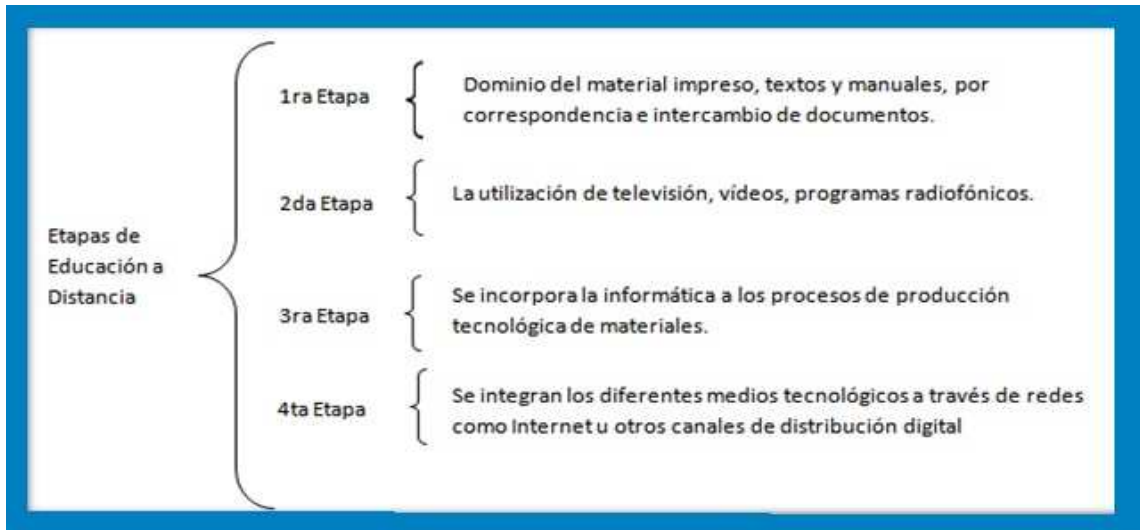 Etapas de
Educación a
Distancia
1ra Etapa
Dominio del material impreso, textos y manuales, por
correspondencia e intercambio de documentos.
2da Etapa
La utilización de televisión, vídeos, programas radiofónicos.
3ra Etapa
Se incorpora la informática a los procesos de producción
tecnológica de materiales.
4ta Etapa
Se integran los diferentes medios tecnológicos a través de redes
como Internet u otros canales de distribución digital